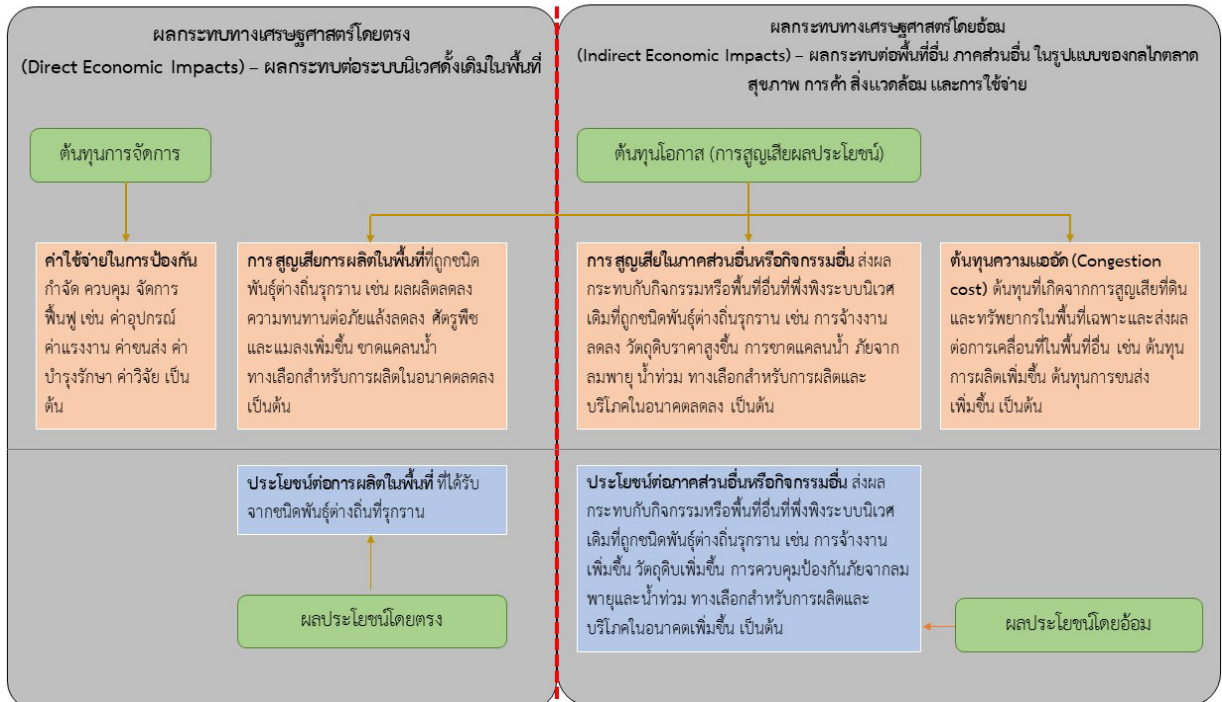 ผลกระทบทางเศรษฐศาสตร์โดยตรง
(Direct Economic Impacts) – ผลกระทบต่อระบบนิเวศดั้งเดิมในพื้นที่
ผลกระทบทางเศรษฐศาสตร์โดยอ้อม
(Indirect Economic Impacts) – ผลกระทบต่อพื้นที่อื่น ภาคส่วนอื่น ในรูปแบบของกลไกตลาด
สุขภาพ การค้า สิ่งแวดล้อม และการใช้จ่าย
ต้นทุนการจัดการ
ต้นทุนโอกาส (การสูญเสียผลประโยชน์)
ค่าใช้จ่ายในการป้องกัน
กำจัด ควบคุม จัดการ
ฟื้นฟู เช่น ค่าอุปกรณ์
ค่าแรงงาน ค่าขนส่ง ค่า
บำรุงรักษา ค่าวิจัย เป็น
ต้น
การสูญเสียการผลิตในพื้นที่ที่ถูกชนิด
พันธุ์ต่างถิ่นรุกราน เช่น ผลผลิตลดลง
ความทนทานต่อภัยแล้งลดลง ศัตรูพืช
และแมลงเพิ่มขึ้น ขาดแคลนน้ำ
ทางเลือกสำหรับการผลิตในอนาคตลดลง
เป็นต้น
การสูญเสียในภาคส่วนอื่นหรือกิจกรรมอื่น ส่งผล
กระทบกับกิจกรรมหรือพื้นที่อื่นที่พึ่งพิงระบบนิเวศ
เดิมที่ถูกชนิดพันธุ์ต่างถิ่นรุกราน เช่น การจ้างงาน
ลดลง วัตถุดิบราคาสูงขึ้น การขาดแคลนน้ำ ภัยจาก
ลมพายุ น้ำท่วม ทางเลือกสำหรับการผลิตและ
บริโภคในอนาคตลดลง เป็นต้น
ต้นทุนความแออัด (Congestion
cost) ต้นทุนที่เกิดจากการสูญเสียที่ดิน
และทรัพยากรในพื้นที่เฉพาะและส่งผล
ต่อการเคลื่อนที่ในพื้นที่อื่น เช่น ต้นทุน
การผลิตเพิ่มขึ้น ต้นทุนการขนส่ง
เพิ่มขึ้น เป็นต้น
ประโยชน์ต่อการผลิตในพื้นที่ ที่ได้รับ
จากชนิดพันธุ์ต่างถิ่นที่รุกราน
ประโยชน์ต่อภาคส่วนอื่นหรือกิจกรรมอื่น ส่งผล
กระทบกับกิจกรรมหรือพื้นที่อื่นที่พึ่งพิงระบบนิเวศ
เดิมที่ถูกชนิดพันธุ์ต่างถิ่นรุกราน เช่น การจ้างงาน
เพิ่มขึ้น วัตถุดิบเพิ่มขึ้น การควบคุมป้องกันภัยจากลม
พายุและน้ำท่วม ทางเลือกสำหรับการผลิตและ
บริโภคในอนาคตเพิ่มขึ้น เป็นต้น
ผลประโยชน์โดยตรง
ผลประโยชน์โดยอ้อม